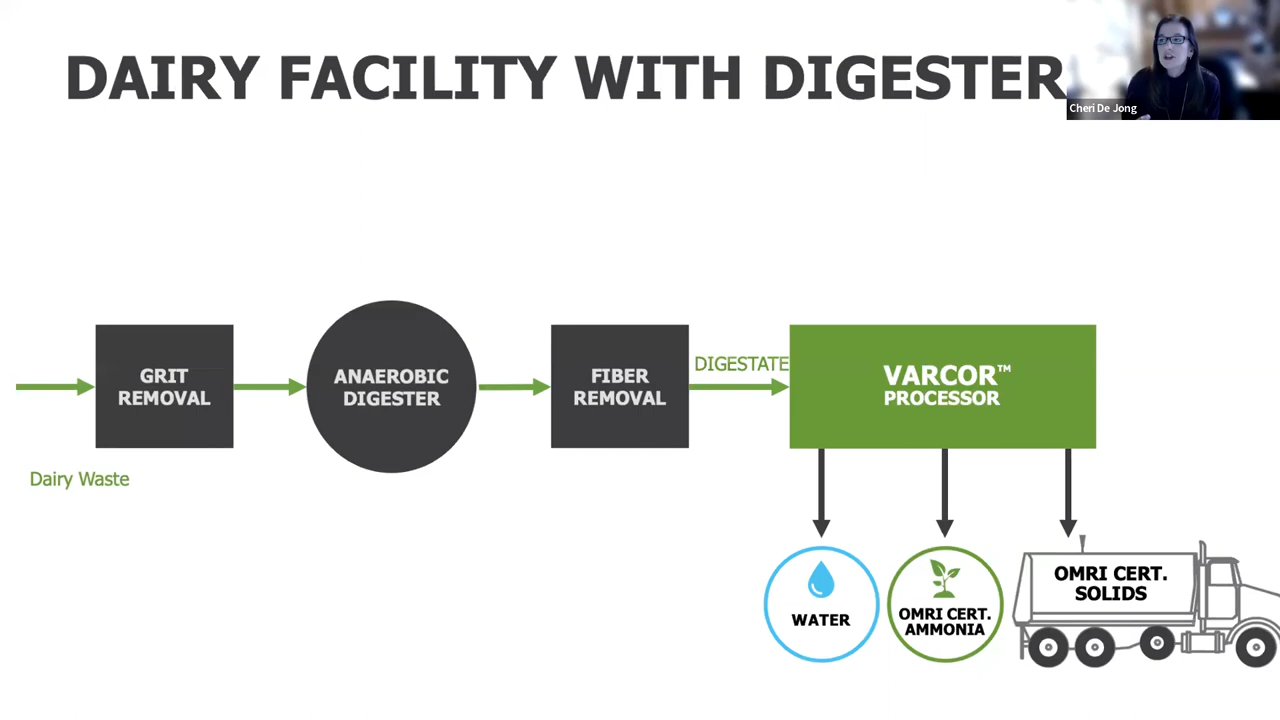 DAIRY FACILITY WITH DIGESTER
Cheri De Jong
GRIT
REMOVAL
ANAEROBIC
DIGESTER
FIBER
REMOVAL
DIGESTATE
VARCOR™
PROCESSOR
Dairy Waste
WATER
OMRI CERT.
AMMONIA
OMRI CERT.
SOLIDS